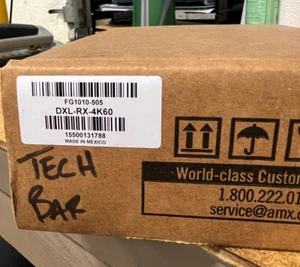 FG1010-505
DXL-RX-4K60
15500131788
MADE IN MEXICO
TECH
BAR
World-class Custom
1.800.222.01
service@amx.